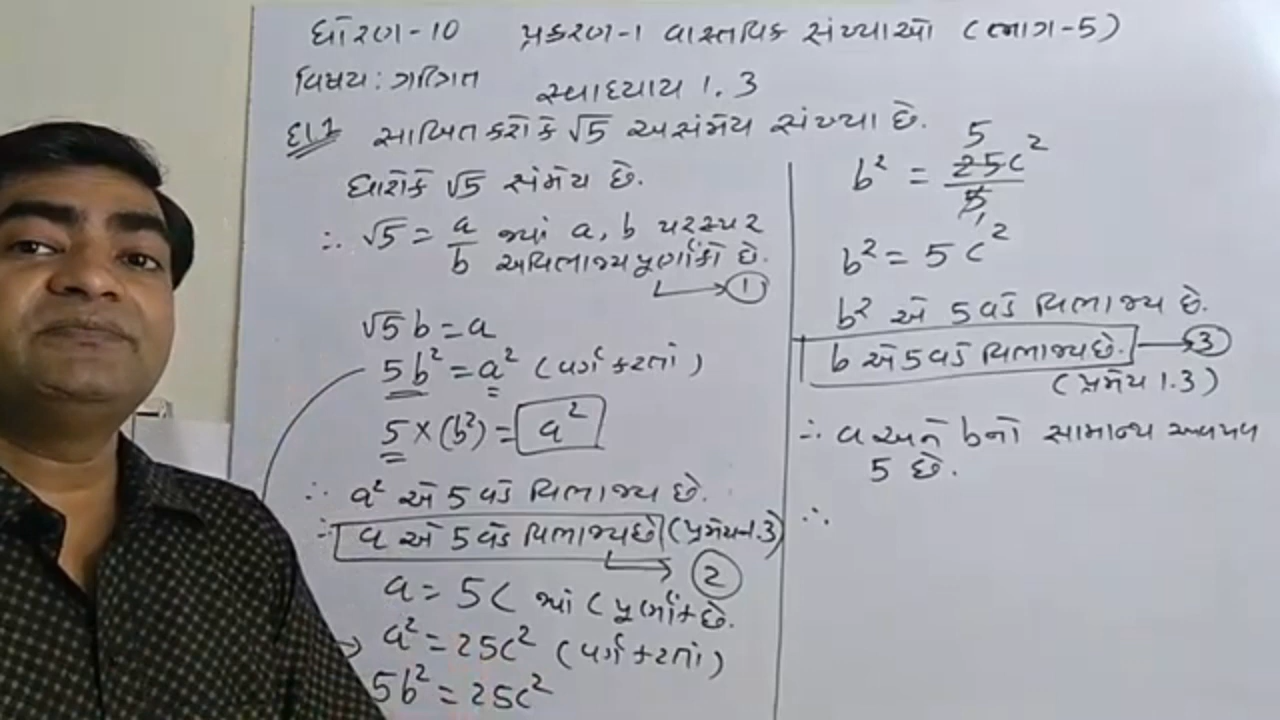 ધોરણ-10 પ્રકરણ-1 વાસ્તવિક સંખ્યાઓ (ભાગ-5)
વિષય: ગણિત સ્વાધ્યાય 1.3
દા.1 સાબિત કરો કે √5 અસંમેય સંખ્યા છે.
ધારોકે √5 સંમેય છે.
∴ √5 = a/b જ્યાં a, b પરસ્પર
અવિભાજ્ય પૂર્ણાંકો છે.
→ ①
√5 b = a
5b² = a² (વર્ગ કરતાં)
5 × (b²) = a²
∴ a² એ 5 વડે વિભાજ્ય છે.
∴ a એ 5 વડે વિભાજ્ય છે (પ્રમેય-1.3)
→ ②
a = 5c જ્યાં c પૂર્ણાંક છે.
→ a² = 25c² (વર્ગ કરતાં)
5b² = 25c²
b² = 25c²/5 5 1
b² = 5c²
b² એ 5 વડે વિભાજ્ય છે.
b એ 5 વડે વિભાજ્ય છે. → ③
(પ્રમેય 1.3)
∴ a અને b નો સામાન્ય અવયવ
5 છે.
∴